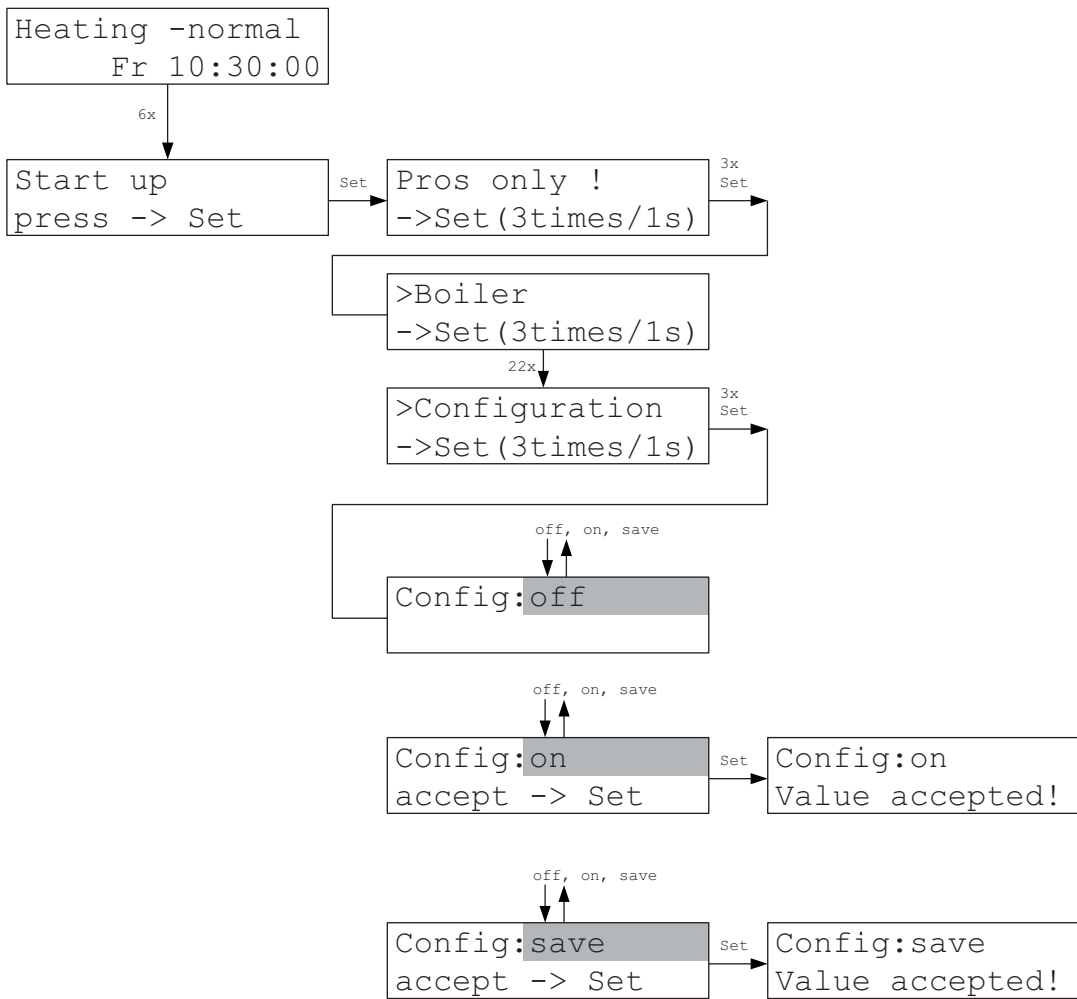 Heating -normal
Fr 10:30:00
6x
Start up
press -> Set
Set
Pros only !
->Set(3times/1s)
3x
Set
>Boiler
->Set(3times/1s)
22x
>Configuration
->Set(3times/1s)
3x
Set
off, on, save
Config:off
off, on, save
Config:on
accept -> Set
Set
Config:on
Value accepted!
off, on, save
Config:save
accept -> Set
Set
Config:save
Value accepted!